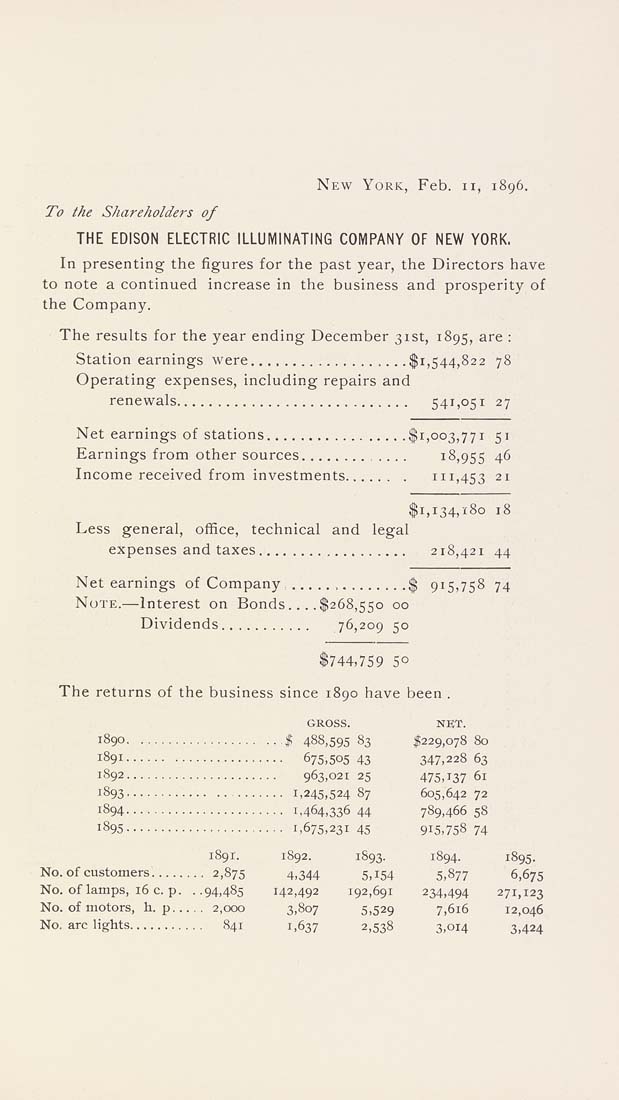 NEW YORK, Feb. 11, 1896.
To the Shareholders of
THE EDISON ELECTRIC ILLUMINATING COMPANY OF NEW YORK.
In presenting the figures for the past year, the Directors have
to note a continued increase in the business and prosperity of
the Company.
The results for the year ending December 31st, 1895, are :
Station earnings were...................$1,544,822 78
Operating expenses, including repairs and
renewals............................ 541,051 27
Net earnings of stations.................$1,003,771 51
Earnings from other sources............. 18,955 46
Income received from investments....... . 111,453 21
$1,134,180 18
Less general, office, technical and legal
expenses and taxes.................. 218,421 44
Net earnings of Company ...............$ 915,758 74
NOTE.—Interest on Bonds....$268,550 00
Dividends........... 76,209 50
$744,759 50
The returns of the business since 1890 have been .
GROSS. NET.
1890. .................... $ 488,595 83 $229,078 80
1891...... ................ 675,505 43 347,228 63
1892...................... 963,021 25 475,137 61
1893............. .......... 1,245,524 87 605,642 72
1894....................... 1,464,336 44 789,466 58
1895....................... 1,675,231 45 915,758 74
1891. 1892. 1893. 1894. 1895.
No. of customers........ 2,875 4,344 5,154 5,877 6,675
No. of lamps, 16 c. p. ..94,485 142,492 192,691 234,494 271,123
No. of motors, h. p..... 2,000 3,807 5,529 7,616 12,046
No. arc lights........... 841 1,637 2,538 3,014 3,424